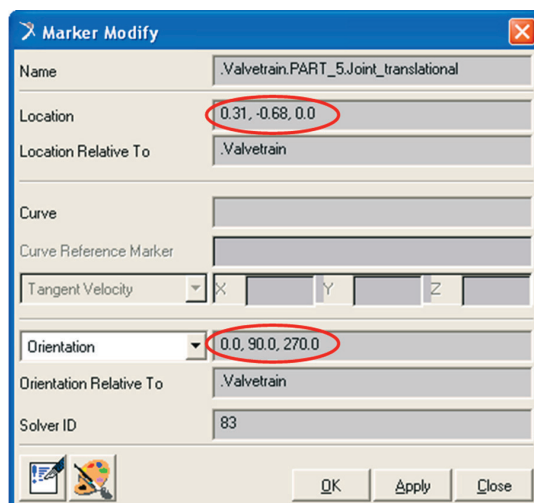 Marker Modify
Name .Valvetrain.PART_5.Joint_translational
Location 0.31, -0.68, 0.0
Location Relative To .Valvetrain
Curve
Curve Reference Marker
Tangent Velocity X Y Z
Orientation 0.0, 90.0, 270.0
Orientation Relative To .Valvetrain
Solver ID 83
OK Apply Close